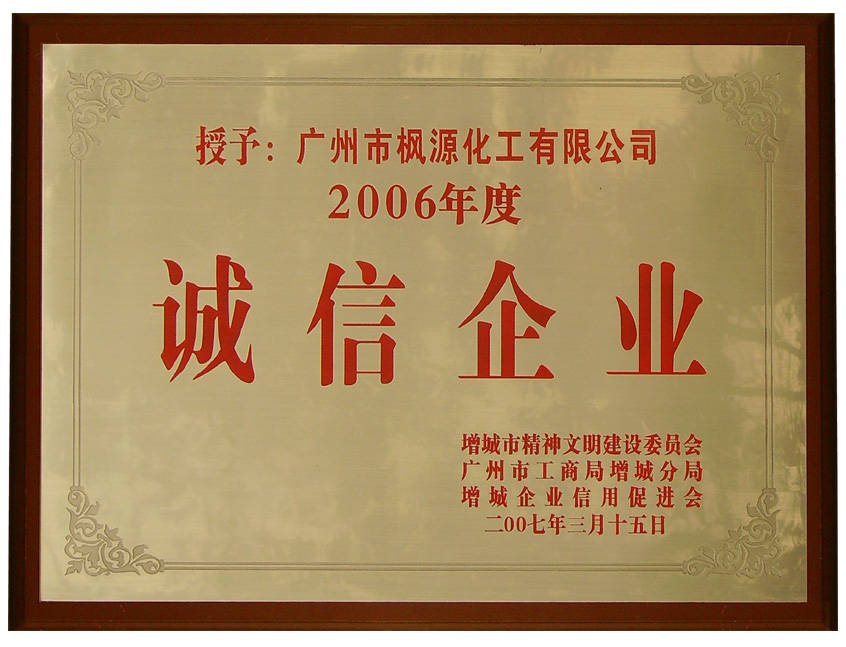 授予：广州市枫源化工有限公司
2006年度
诚信企业
增城市精神文明建设委员会
广州市工商局增城分局
增城企业信用促进会
二00七年三月十五日